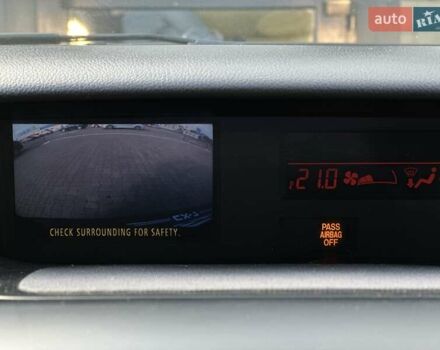 auto RIA
CHECK SURROUNDING FOR SAFETY.
21.0
PASS
AIRBAG
OFF